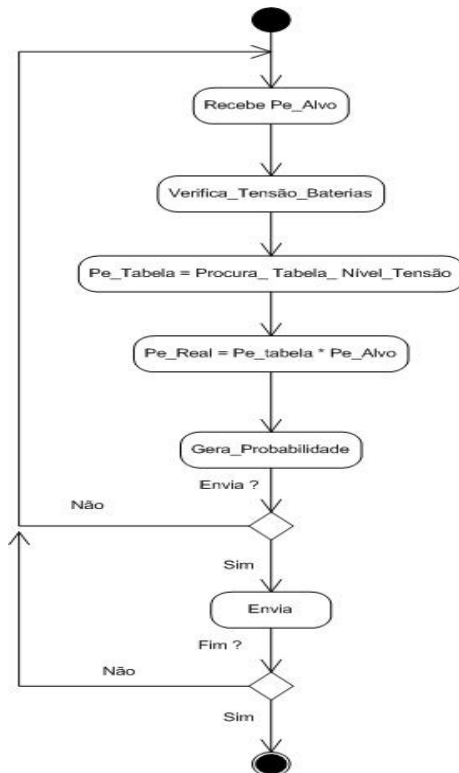 Recebe Pe_Alvo
Verifica_Tensão_Baterias
Pe_Tabela = Procura_ Tabela_ Nível_Tensão
Pe_Real = Pe_tabela * Pe_Alvo
Gera_Probabilidade
Envia ?
Não
Sim
Envia
Fim ?
Não
Sim